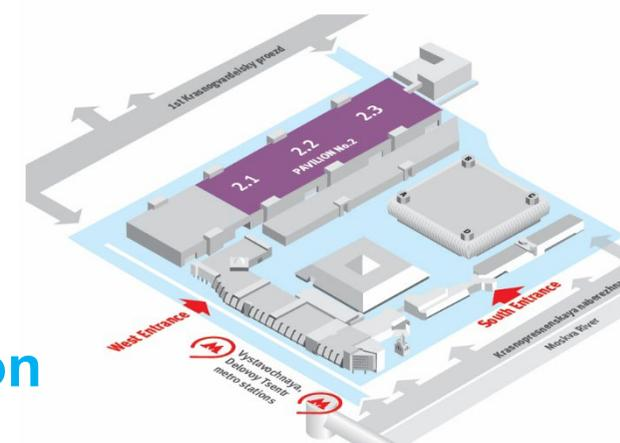 1st Krasnogvardeisky proezd
2.1
2.2
2.3
PAVILION No.2
A
B
C
D
West Entrance
South Entrance
Vystavochnaya,
Delovoy Tsentr
metro stations
Krasnopresnenskaya naberezhna
Moskva River
on